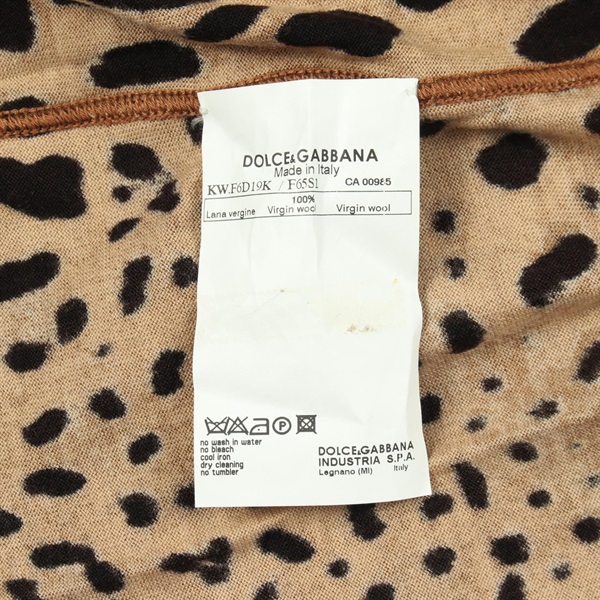 DOLCE&GABBANA
Made in Italy
KW.F6D19K / F65S1 CA 00985
100%
Lana vergine Virgin wool Virgin wool
no wash in water
no bleach
cool iron
dry cleaning
no tumbler
DOLCE&GABBANA
INDUSTRIA S.P.A.
Legnano (MI) Italy